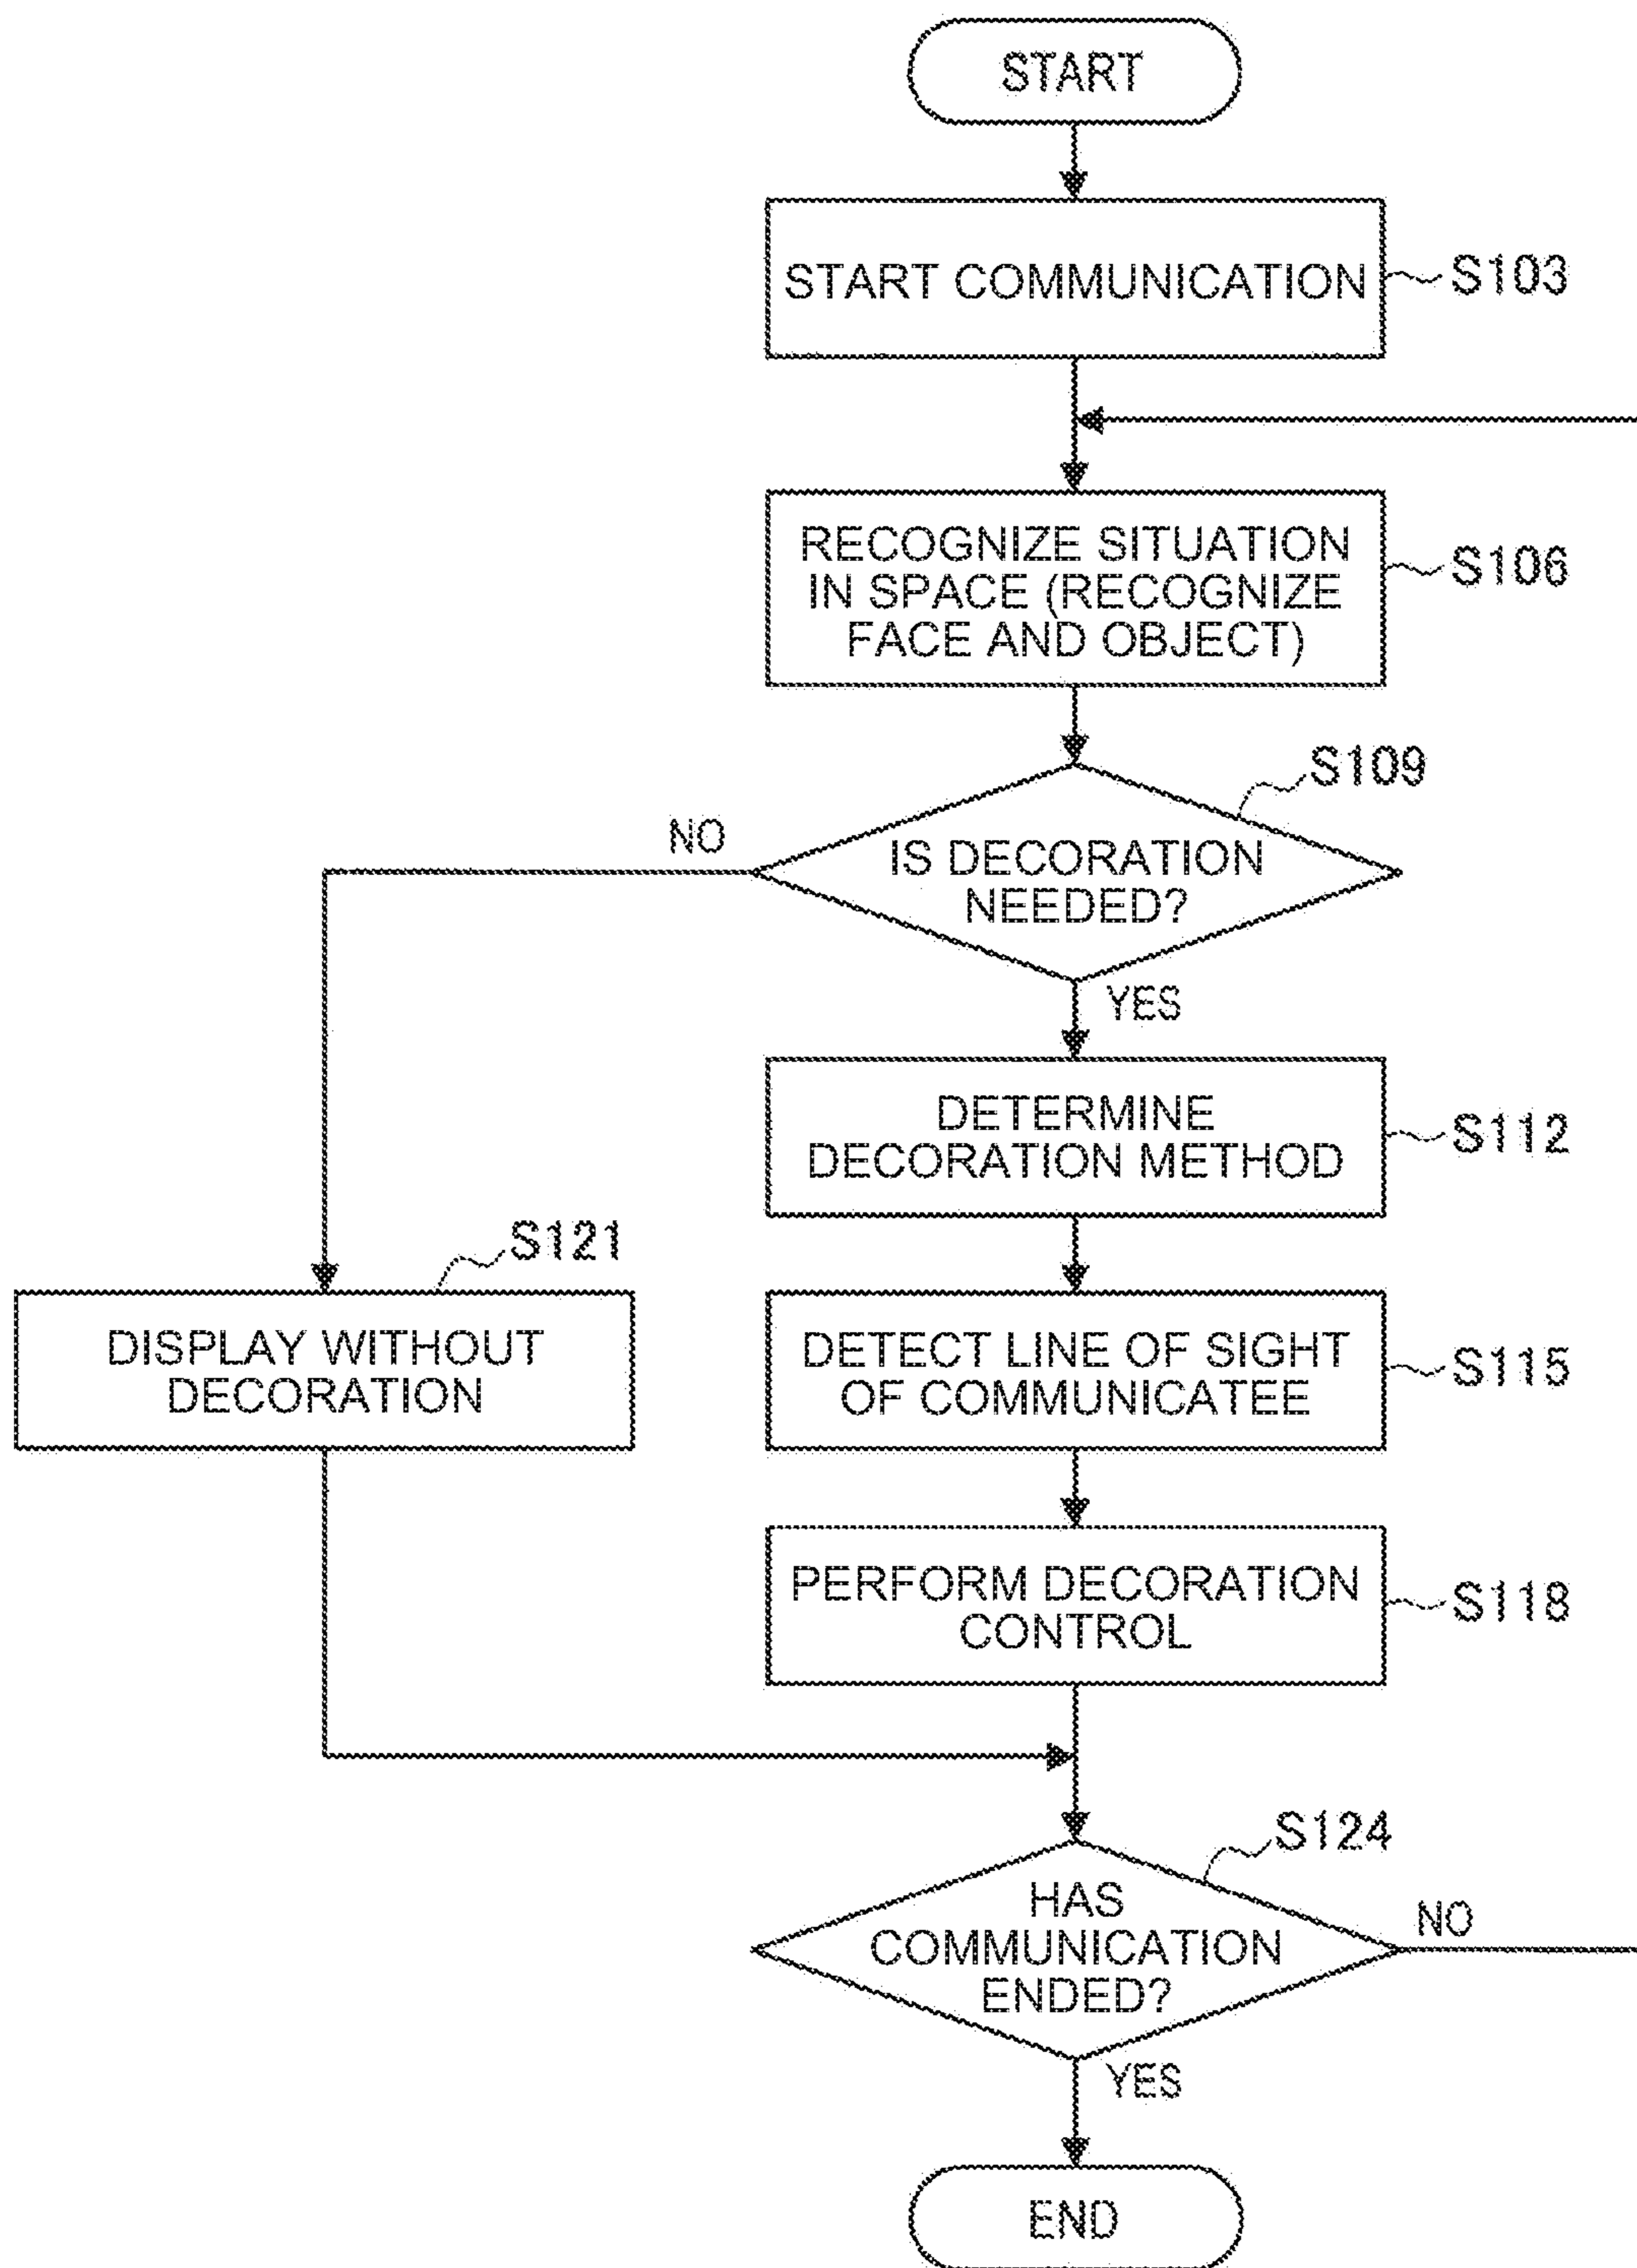 START
START COMMUNICATION
S103
RECOGNIZE SITUATION
IN SPACE (RECOGNIZE
FACE AND OBJECT)
S106
S109
NO
IS DECORATION
NEEDED?
YES
DETERMINE
DECORATION METHOD
S112
S121
DISPLAY WITHOUT
DECORATION
DETECT LINE OF SIGHT
OF COMMUNICATEE
S115
PERFORM DECORATION
CONTROL
S118
S124
HAS
COMMUNICATION
ENDED?
NO
YES
END